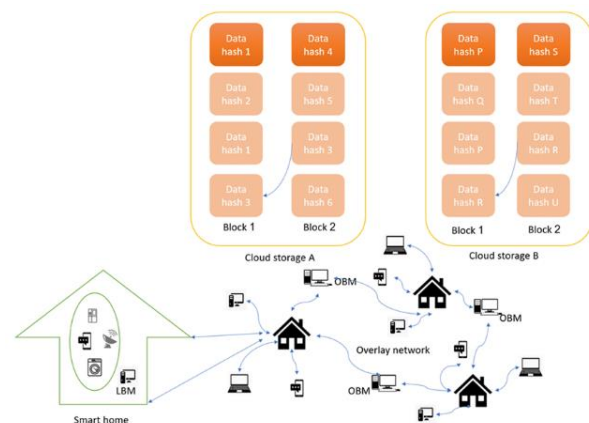 Data
hash 1
Data
hash 4
Data
hash 2
Data
hash 5
Data
hash 1
Data
hash 3
Data
hash 3
Data
hash 6
Block 1
Block 2
Cloud storage A
Data
hash P
Data
hash S
Data
hash Q
Data
hash T
Data
hash P
Data
hash R
Data
hash R
Data
hash U
Block 1
Block 2
Cloud storage B
OBM
OBM
Overlay network
OBM
LBM
Smart home